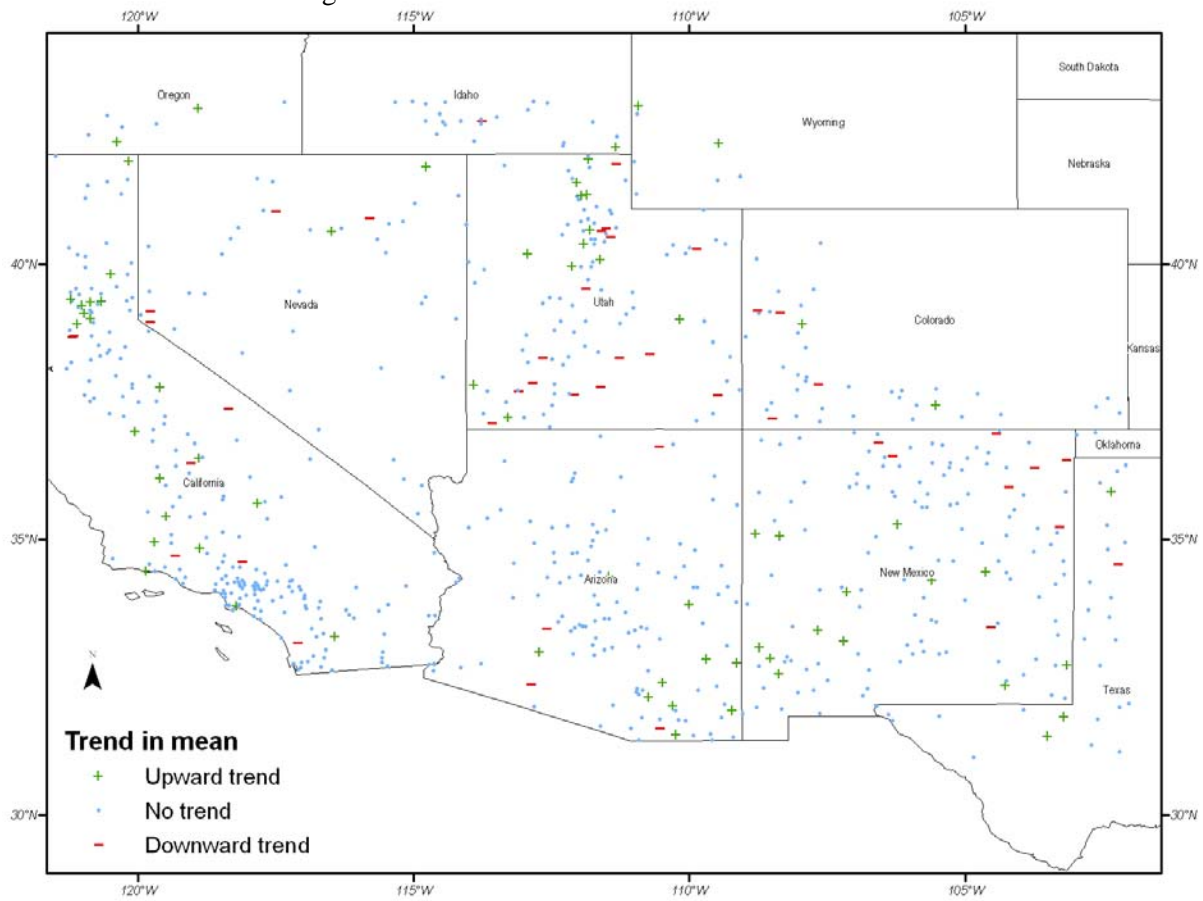 120°W 115°W 110°W 105°W
South Dakota
Oregon Idaho
Wyoming
Nebraska
40°N 40°N
Nevada Utah
Colorado
Kansas
Oklahoma
California
35°N 35°N
Arizona New Mexico
N
Texas
Trend in mean
Upward trend
No trend
Downward trend
30°N 30°N
120°W 115°W 110°W 105°W